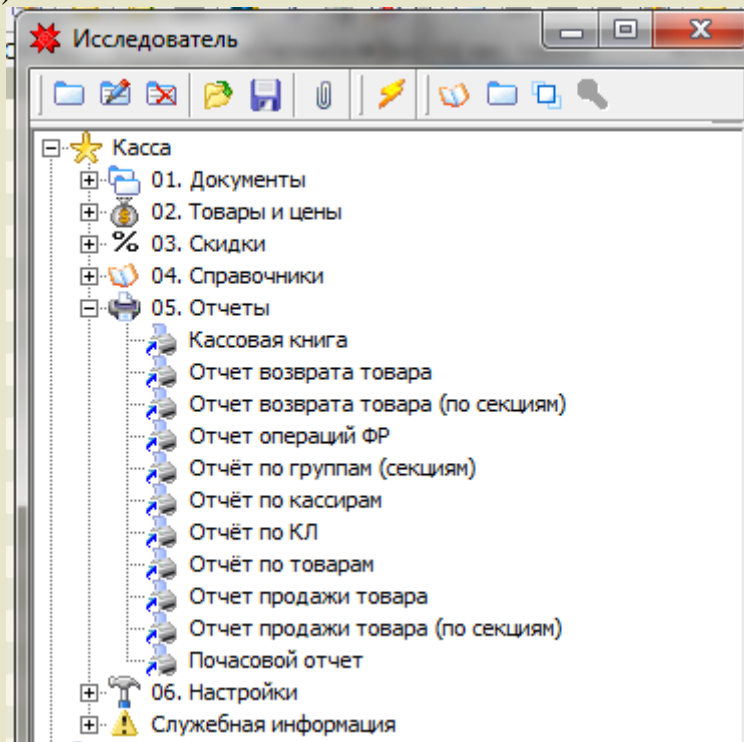 Исследователь
Касса
01. Документы
02. Товары и цены
03. Скидки
04. Справочники
05. Отчеты
Кассовая книга
Отчет возврата товара
Отчет возврата товара (по секциям)
Отчет операций ФР
Отчёт по группам (секциям)
Отчёт по кассирам
Отчёт по КЛ
Отчёт по товарам
Отчет продажи товара
Отчет продажи товара (по секциям)
Почасовой отчет
06. Настройки
Служебная информация